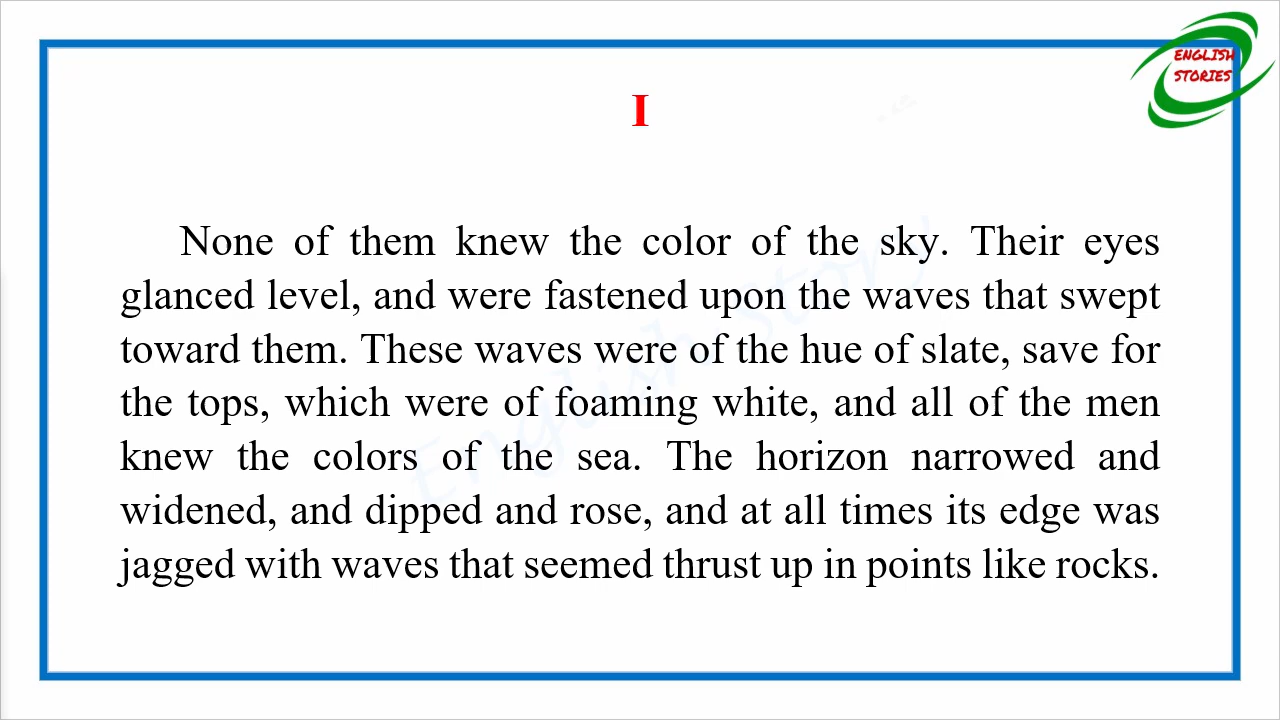 ENGLISH
STORIES
I
None of them knew the color of the sky. Their eyes
glanced level, and were fastened upon the waves that swept
toward them. These waves were of the hue of slate, save for
the tops, which were of foaming white, and all of the men
knew the colors of the sea. The horizon narrowed and
widened, and dipped and rose, and at all times its edge was
jagged with waves that seemed thrust up in points like rocks.
English story